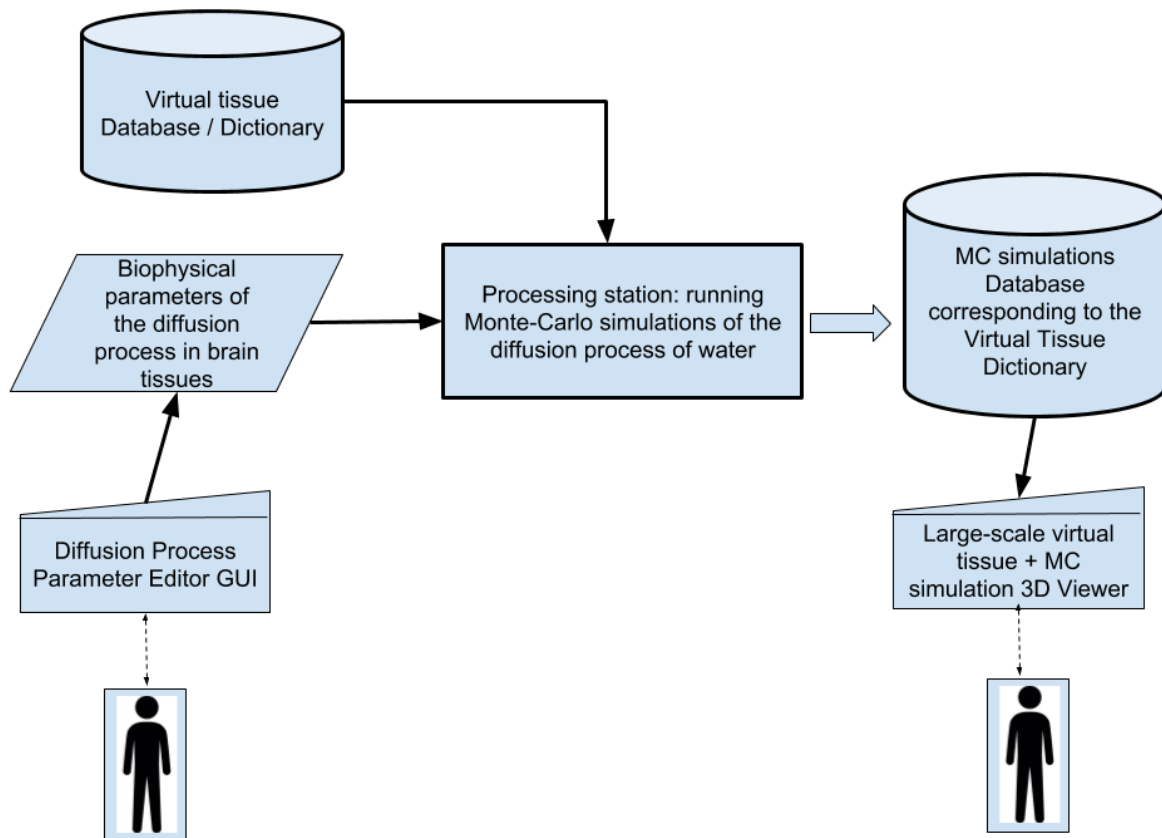 Virtual tissue
Database / Dictionary
Biophysical
parameters of
the diffusion
process in brain
tissues
Processing station: running
Monte-Carlo simulations of the
diffusion process of water
MC simulations
Database
corresponding to the
Virtual Tissue
Dictionary
Diffusion Process
Parameter Editor GUI
Large-scale virtual
tissue + MC
simulation 3D Viewer